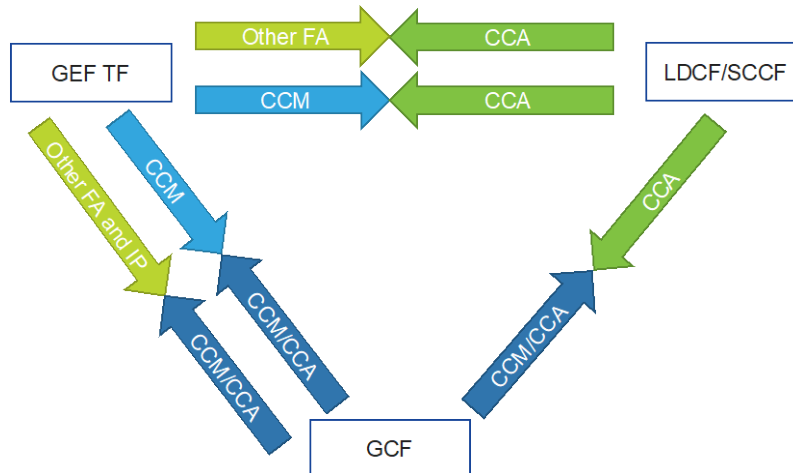 Other FA
CCA
GEF TF
LDCF/SCCF
CCM
CCA
CCM
Other FA and IP
CCA
CCM/CCA
CCM/CCA
CCM/CCA
GCF